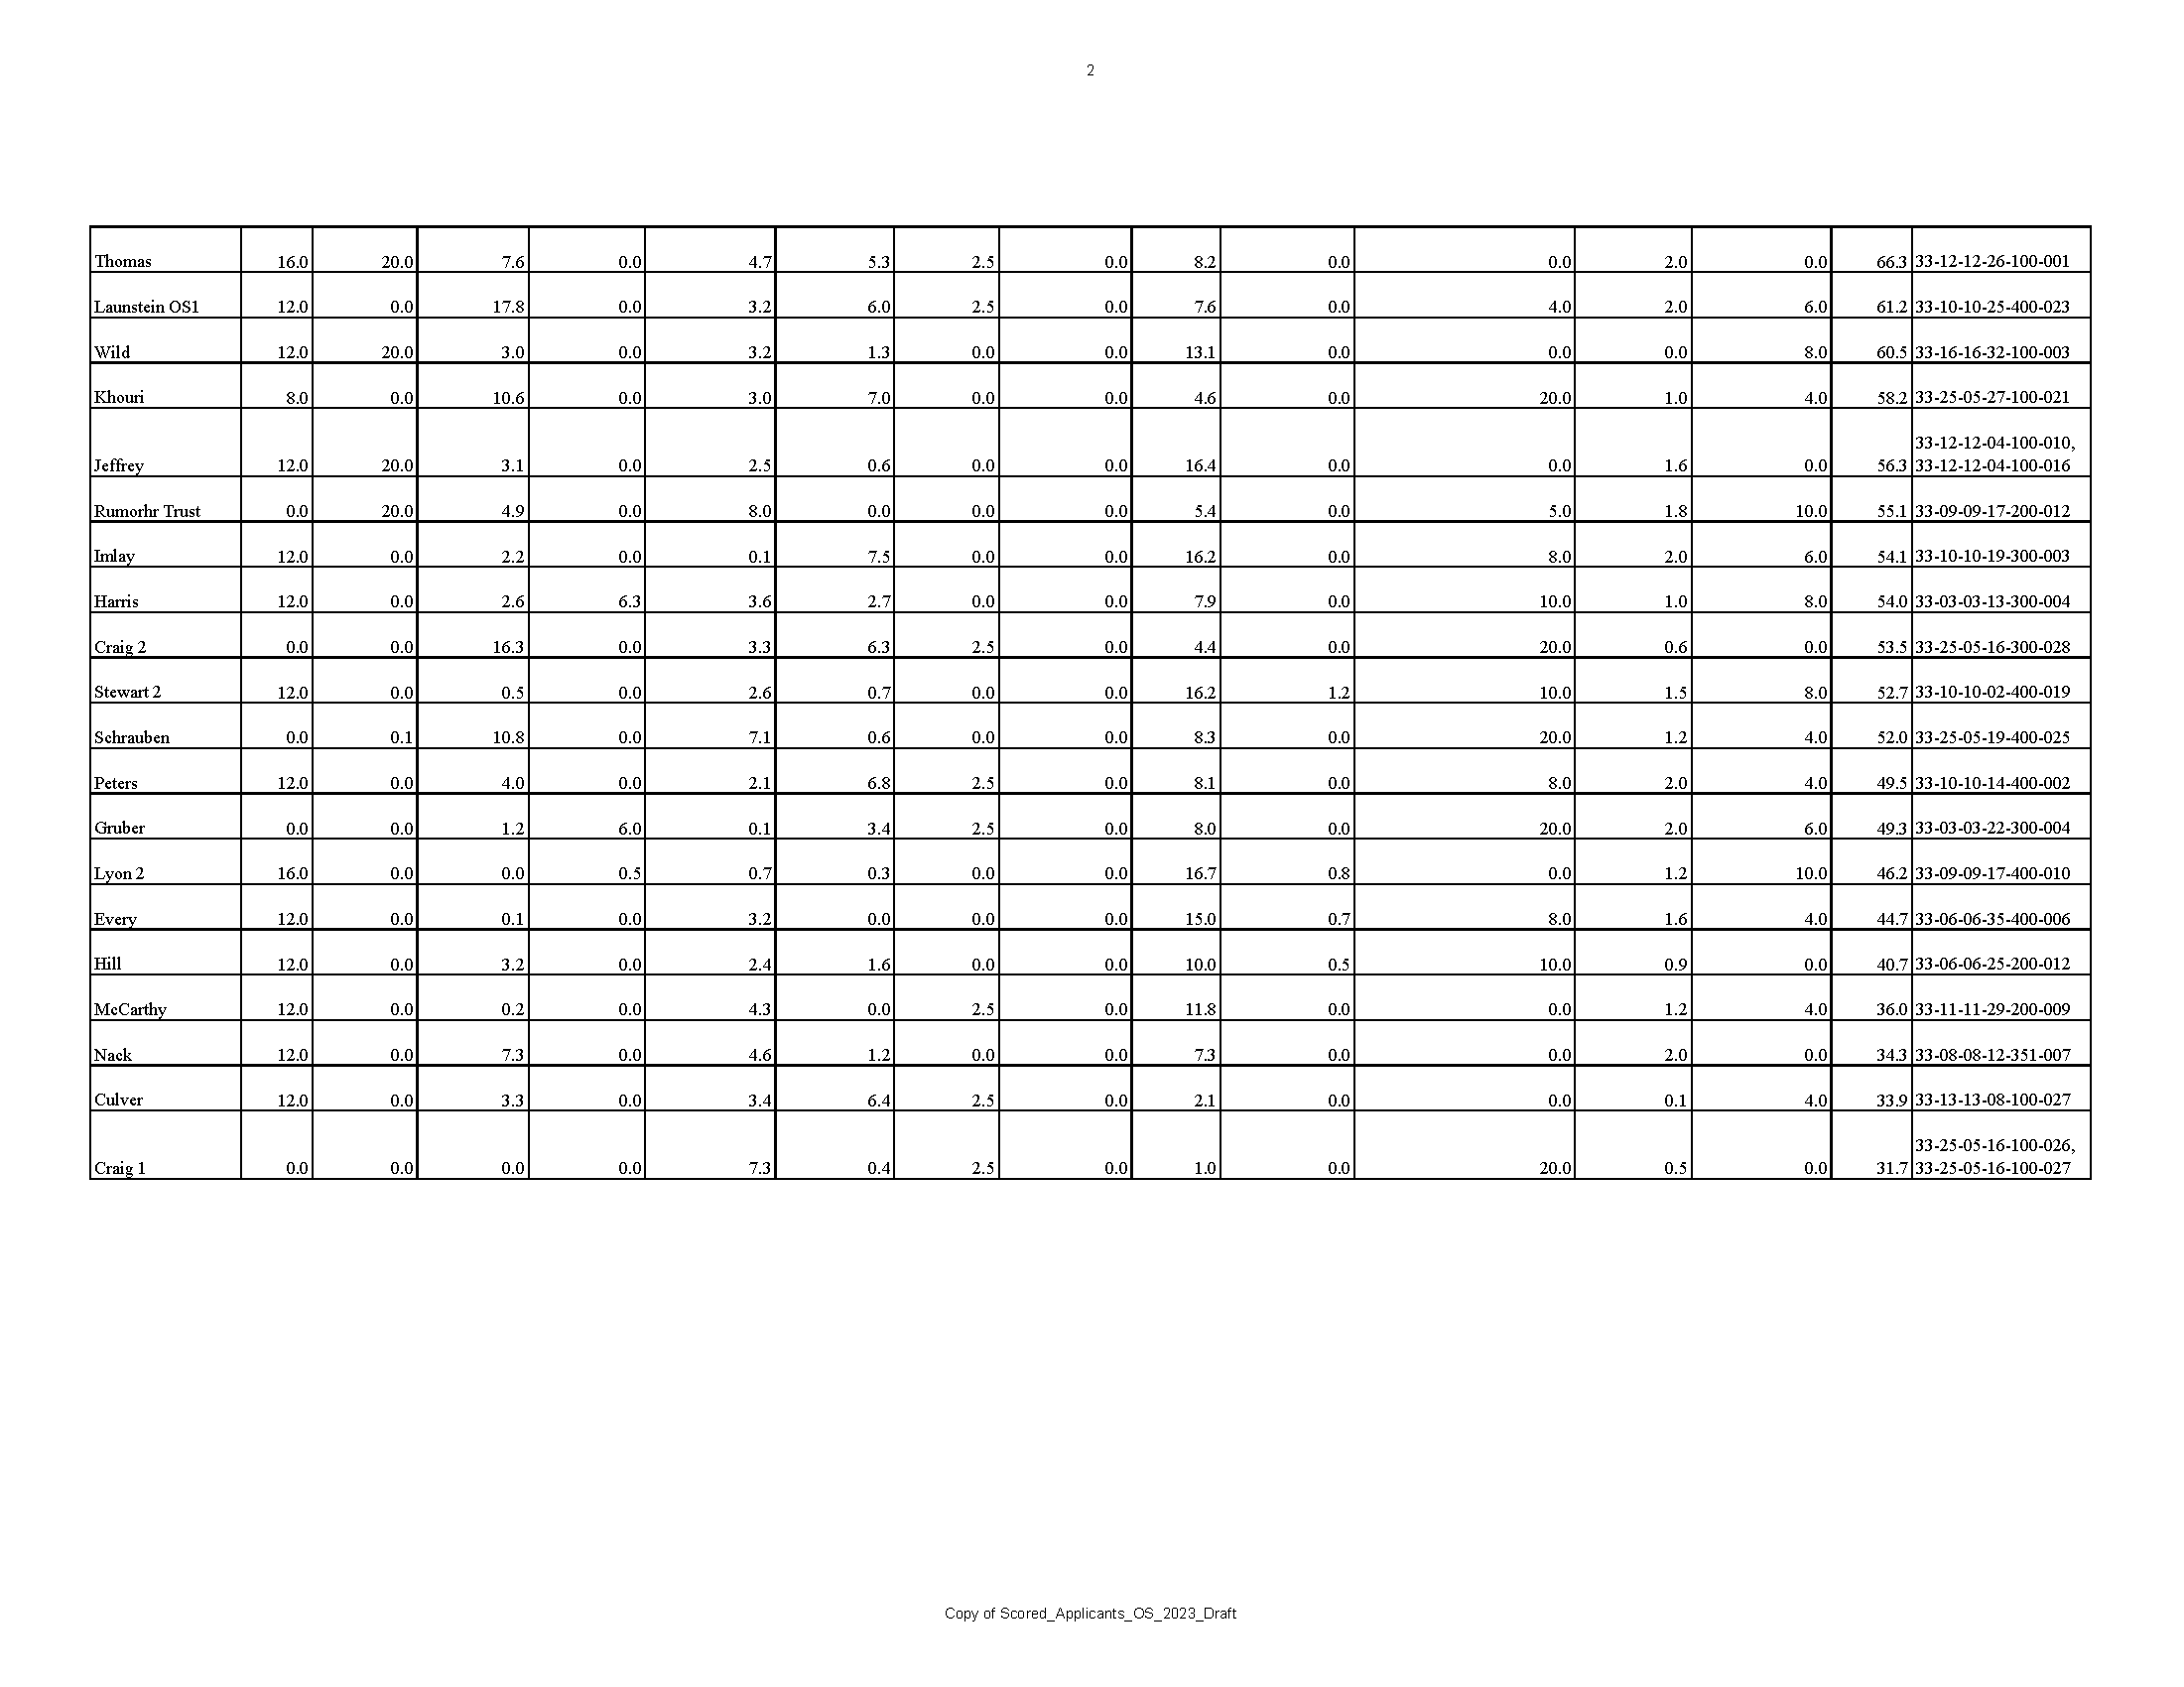 2
Thomas 16.0 20.0 7.6 0.0 4.7 5.3 2.5 0.0 8.2 0.0 0.0 2.0 0.0 66.3 33-12-12-26-100-001
Launstein OS1 12.0 0.0 17.8 0.0 3.2 6.0 2.5 0.0 7.6 0.0 4.0 2.0 6.0 61.2 33-10-10-25-400-023
Wild 12.0 20.0 3.0 0.0 3.2 1.3 0.0 0.0 13.1 0.0 0.0 0.0 8.0 60.5 33-16-16-32-100-003
Khouri 8.0 0.0 10.6 0.0 3.0 7.0 0.0 0.0 4.6 0.0 20.0 1.0 4.0 58.2 33-25-05-27-100-021
33-12-12-04-100-010,
Jeffrey 12.0 20.0 3.1 0.0 2.5 0.6 0.0 0.0 16.4 0.0 0.0 1.6 0.0 56.3 33-12-12-04-100-016
Rumorhr Trust 0.0 20.0 4.9 0.0 8.0 0.0 0.0 0.0 5.4 0.0 5.0 1.8 10.0 55.1 33-09-09-17-200-012
Imlay 12.0 0.0 2.2 0.0 0.1 7.5 0.0 0.0 16.2 0.0 8.0 2.0 6.0 54.1 33-10-10-19-300-003
Harris 12.0 0.0 2.6 6.3 3.6 2.7 0.0 0.0 7.9 0.0 10.0 1.0 8.0 54.0 33-03-03-13-300-004
Craig 2 0.0 0.0 16.3 0.0 3.3 6.3 2.5 0.0 4.4 0.0 20.0 0.6 0.0 53.5 33-25-05-16-300-028
Stewart 2 12.0 0.0 0.5 0.0 2.6 0.7 0.0 0.0 16.2 1.2 10.0 1.5 8.0 52.7 33-10-10-02-400-019
Schrauben 0.0 0.1 10.8 0.0 7.1 0.6 0.0 0.0 8.3 0.0 20.0 1.2 4.0 52.0 33-25-05-19-400-025
Peters 12.0 0.0 4.0 0.0 2.1 6.8 2.5 0.0 8.1 0.0 8.0 2.0 4.0 49.5 33-10-10-14-400-002
Gruber 0.0 0.0 1.2 6.0 0.1 3.4 2.5 0.0 8.0 0.0 20.0 2.0 6.0 49.3 33-03-03-22-300-004
Lyon 2 16.0 0.0 0.0 0.5 0.7 0.3 0.0 0.0 16.7 0.8 0.0 1.2 10.0 46.2 33-09-09-17-400-010
Every 12.0 0.0 0.1 0.0 3.2 0.0 0.0 0.0 15.0 0.7 8.0 1.6 4.0 44.7 33-06-06-35-400-006
Hill 12.0 0.0 3.2 0.0 2.4 1.6 0.0 0.0 10.0 0.5 10.0 0.9 0.0 40.7 33-06-06-25-200-012
McCarthy 12.0 0.0 0.2 0.0 4.3 0.0 2.5 0.0 11.8 0.0 0.0 1.2 4.0 36.0 33-11-11-29-200-009
Nack 12.0 0.0 7.3 0.0 4.6 1.2 0.0 0.0 7.3 0.0 0.0 2.0 0.0 34.3 33-08-08-12-351-007
Culver 12.0 0.0 3.3 0.0 3.4 6.4 2.5 0.0 2.1 0.0 0.0 0.1 4.0 33.9 33-13-13-08-100-027
33-25-05-16-100-026,
Craig 1 0.0 0.0 0.0 0.0 7.3 0.4 2.5 0.0 1.0 0.0 20.0 0.5 0.0 31.7 33-25-05-16-100-027
Copy of Scored_Applicants_OS_2023_Draft